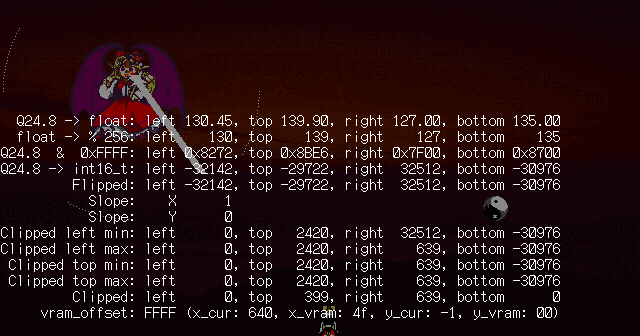 Q24.8 -> float: left 130.45, top 139.90, right 127.00, bottom 135.00
float -> % 256: left 130, top 139, right 127, bottom 135
Q24.8 & 0xFFFF: left 0x8272, top 0x8BE6, right 0x7F00, bottom 0x8700
Q24.8 -> int16_t: left -32142, top -29722, right 32512, bottom -30976
Flipped: left -32142, top -29722, right 32512, bottom -30976
Slope: X 1
Slope: Y 0
Clipped left min: left 0, top 2420, right 32512, bottom -30976
Clipped left max: left 0, top 2420, right 639, bottom -30976
Clipped top min: left 0, top 2420, right 639, bottom -30976
Clipped top max: left 0, top 2420, right 639, bottom 0
Clipped: left 0, top 399, right 639, bottom 0
vram_offset: FFFF (x_cur: 640, x_vram: 4f, y_cur: -1, y_vram: 00)